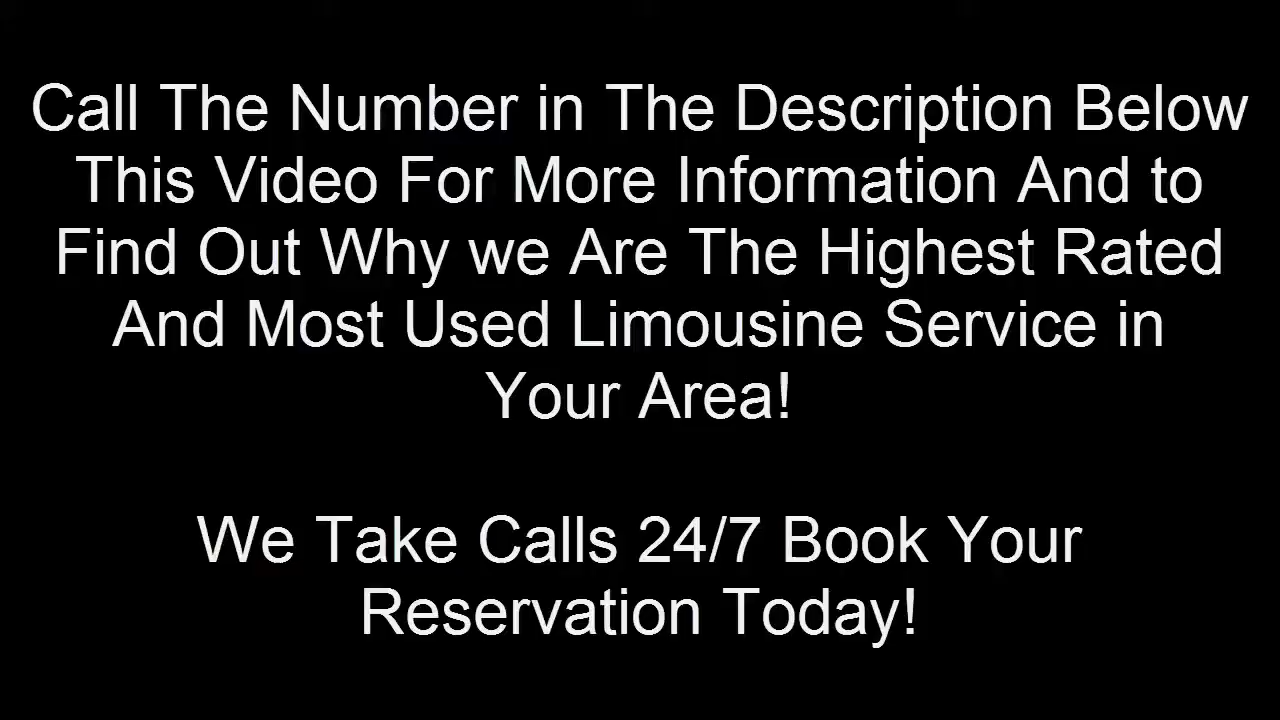 Call The Number in The Description Below
This Video For More Information And to
Find Out Why we Are The Highest Rated
And Most Used Limousine Service in
Your Area!
We Take Calls 24/7 Book Your
Reservation Today!